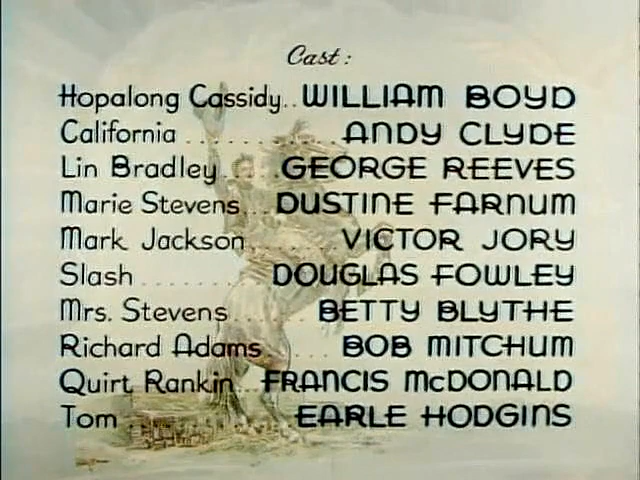 Cast:
Hopalong Cassidy..WILLIAM BOYD
California ............ ANDY CLYDE
Lin Bradley .... GEORGE REEVES
Marie Stevens... DUSTINE FARNUM
Mark Jackson ....... VICTOR JORY
Slash ......... DOUGLAS FOWLEY
Mrs. Stevens ...... BETTY BLYTHE
Richard Adams ..... BOB MITCHUM
Quirt Rankin.. FRANCIS McDONALD
Tom ............ EARLE HODGINS